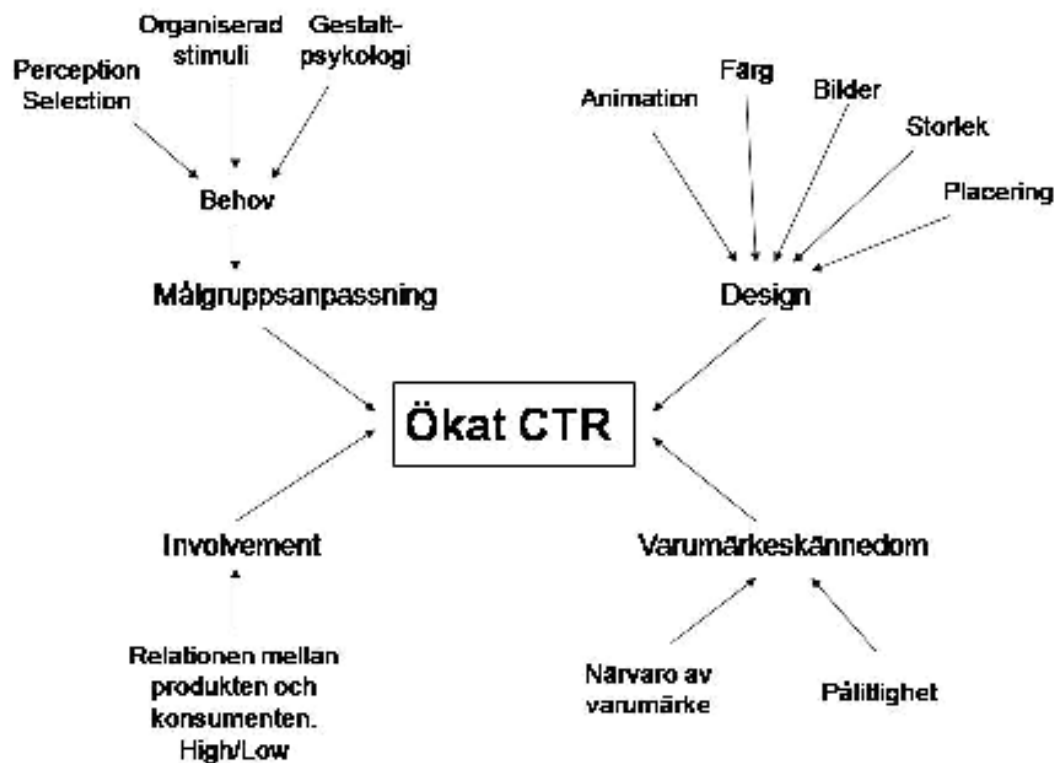 Perception
Selection
Organiserad
stimuli
Gestalt-
psykologi
Behov
Målgruppsanpassning
Animation
Färg
Bilder
Storlek
Placering
Design
Ökat CTR
Involvement
Relationen mellan
produkten och
konsumenten.
High/Low
Varumärkeskännedom
Närvaro av
varumärke
Pålitlighet